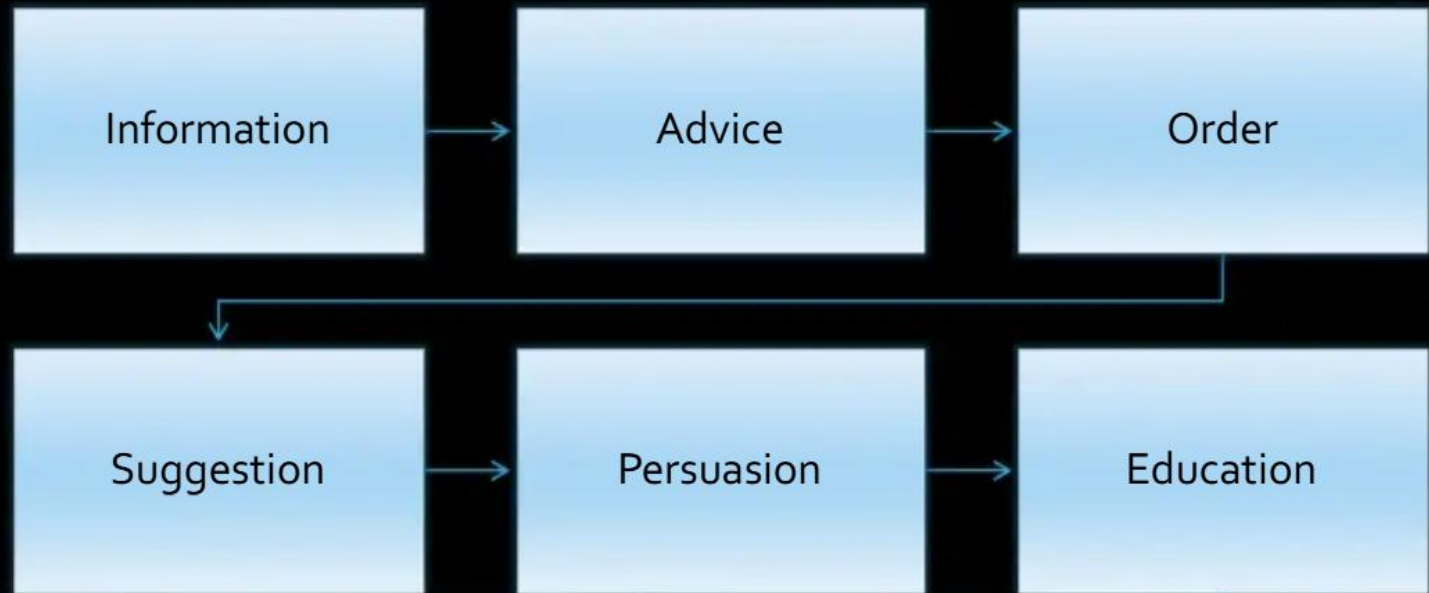 Information
Advice
Order
Suggestion
Persuasion
Education